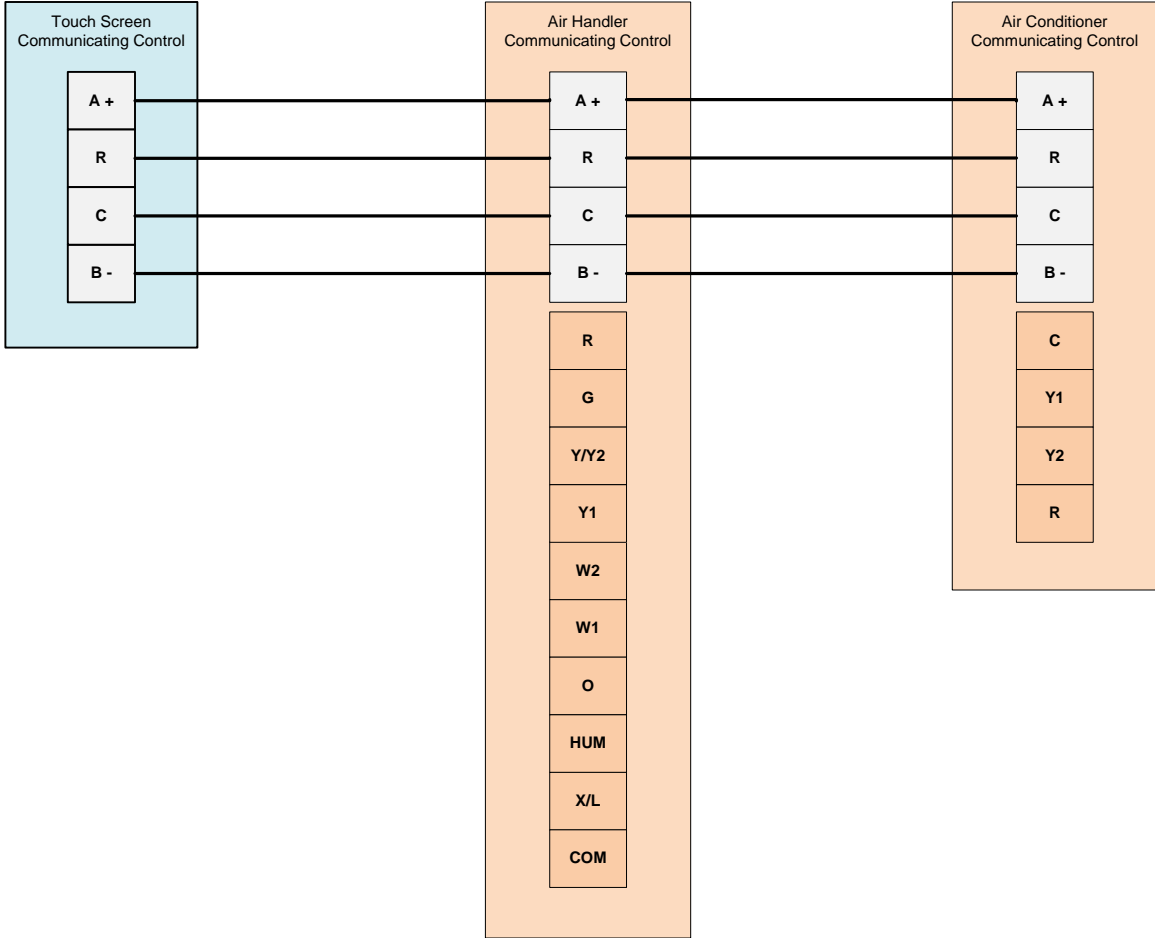 Touch Screen
Communicating Control
A +
R
C
B -
Air Handler
Communicating Control
A +
R
C
B -
R
G
Y/Y2
Y1
W2
W1
O
HUM
X/L
COM
Air Conditioner
Communicating Control
A +
R
C
B -
C
Y1
Y2
R